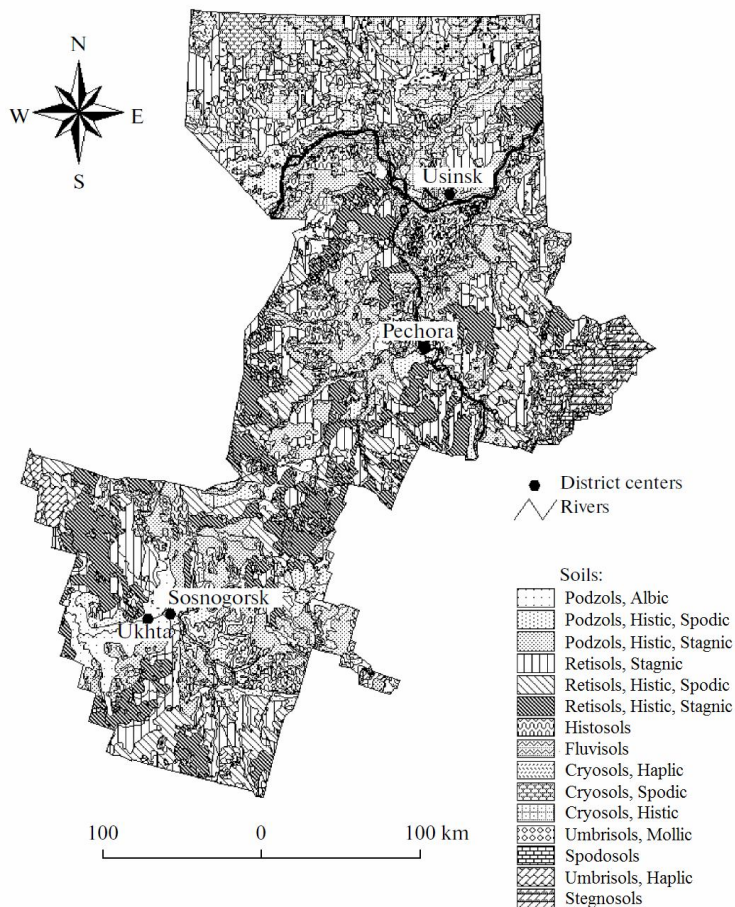 N
W E
S
Usinsk
Pechora
District centers
Rivers
Sosnogorsk
Ukhta
Soils:
Podzols, Albic
Podzols, Histic, Spodic
Podzols, Histic, Stagnic
Retisols, Stagnic
Retisols, Histic, Spodic
Retisols, Histic, Stagnic
Histosols
Fluvisols
Cryosols, Haplic
Cryosols, Spodic
Cryosols, Histic
Umbrisols, Mollic
Spodosols
Umbrisols, Haplic
Stegnosols
100 0 100 km